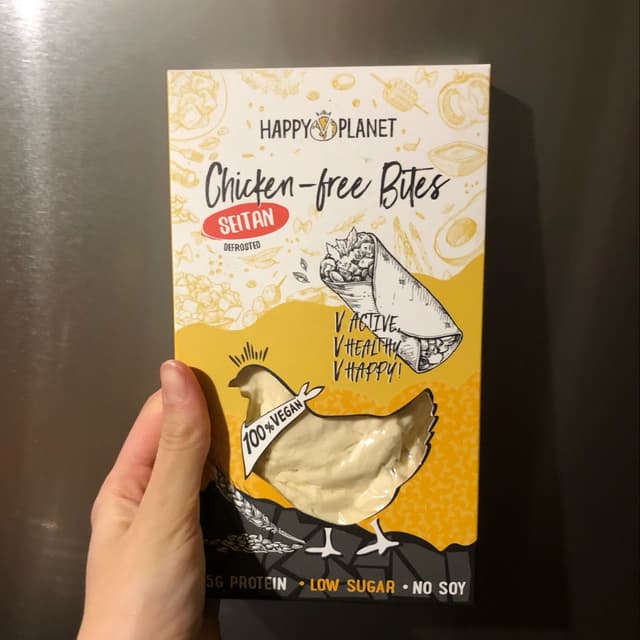 HAPPY PLANET
Chicken-free Bites
SEITAN
DEFROSTED
V ACTIVE,
V HEALTHY,
V HAPPY!
100% VEGAN
5G PROTEIN • LOW SUGAR • NO SOY